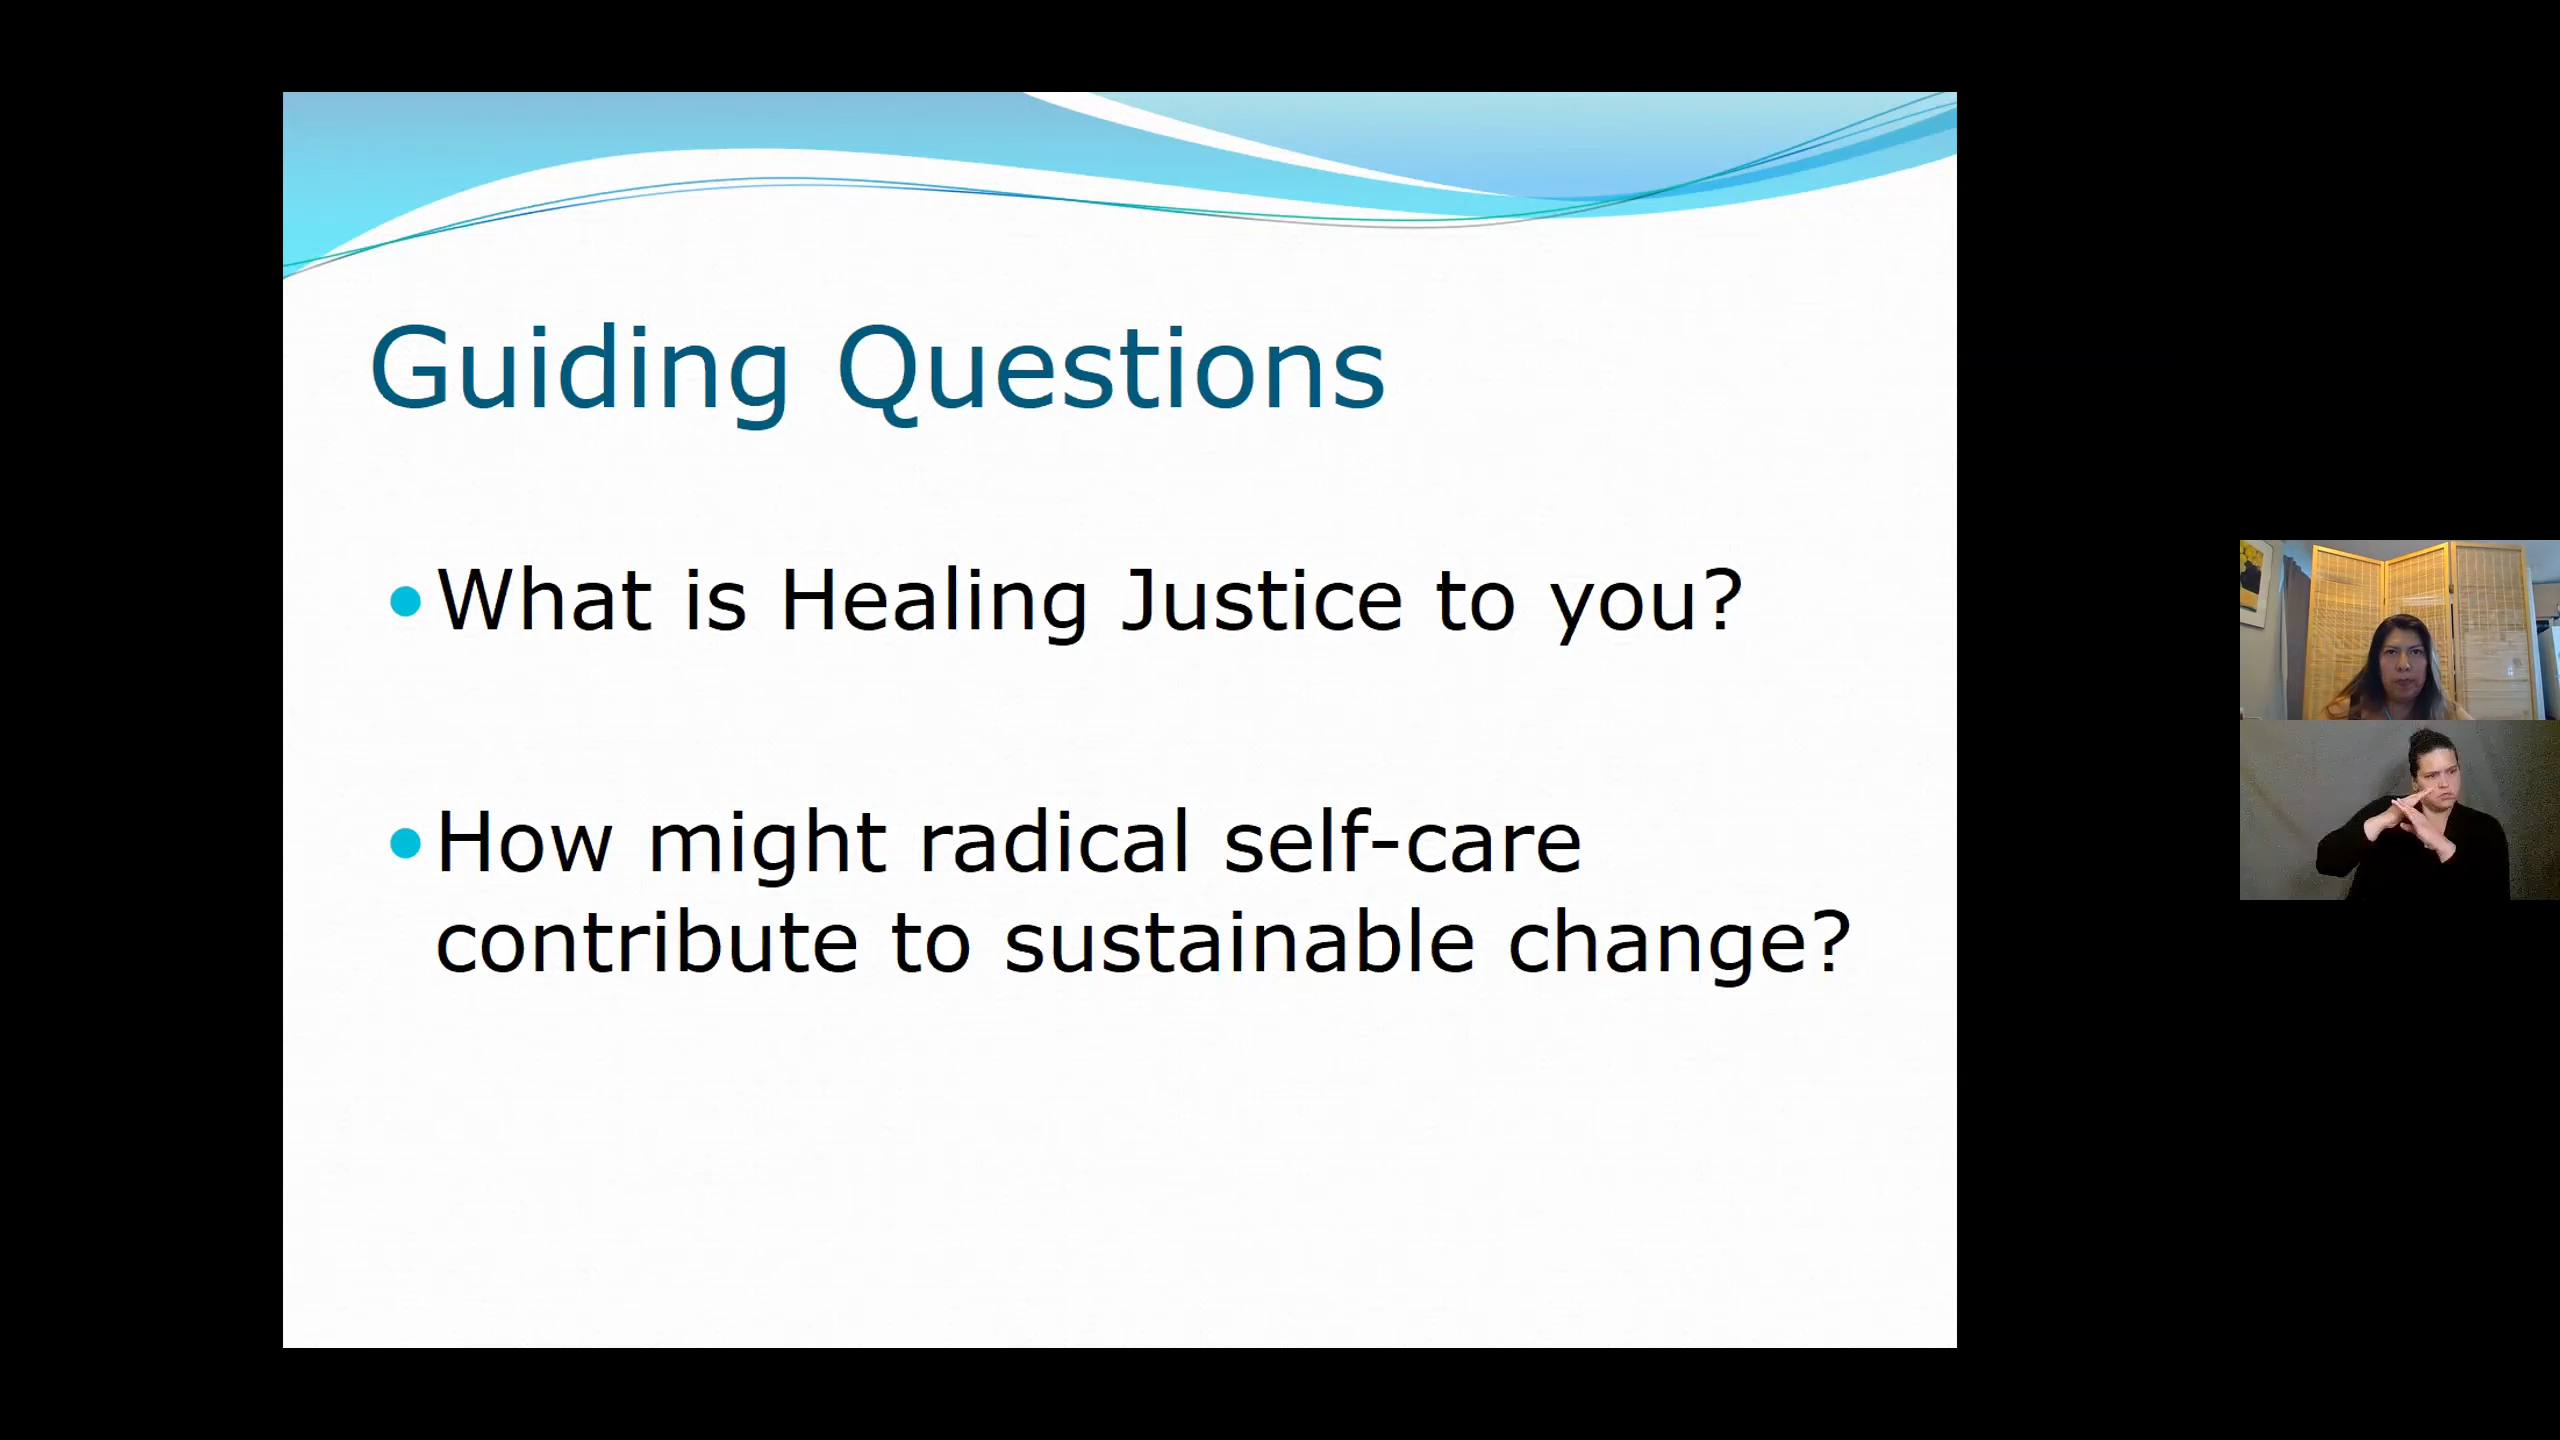 Guiding Questions
•What is Healing Justice to you?
•How might radical self-care
contribute to sustainable change?